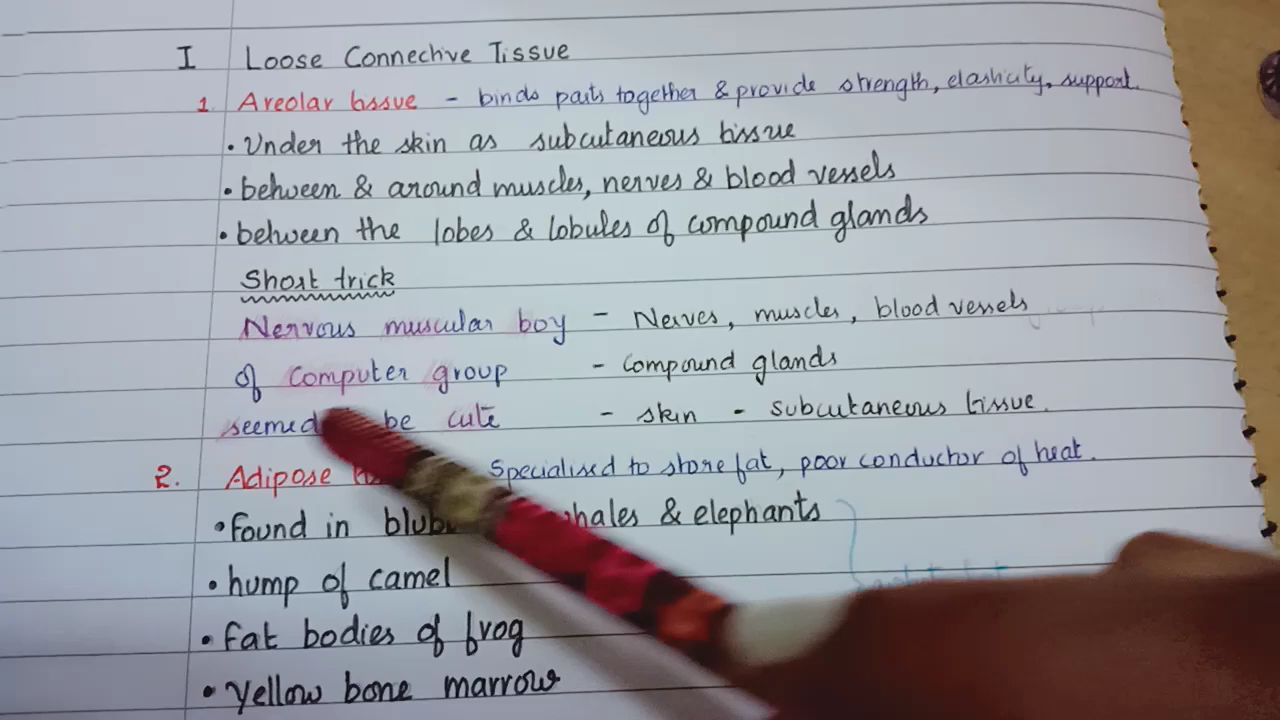 I Loose Connective Tissue
1. Areolar tissue - binds parts together & provide strength, elasticity, support.
• Under the skin as subcutaneous tissue
• between & around muscles, nerves & blood vessels
• between the lobes & lobules of compound glands
Short trick
Nervous muscular boy - Nerves, muscles, blood vessels
of computer group - compound glands
seemed be cute - skin - subcutaneous tissue.
2. Adipose Specialised to store fat, poor conductor of heat.
• Found in whales & elephants
• hump of camel
• Fat bodies of frog
• Yellow bone marrow